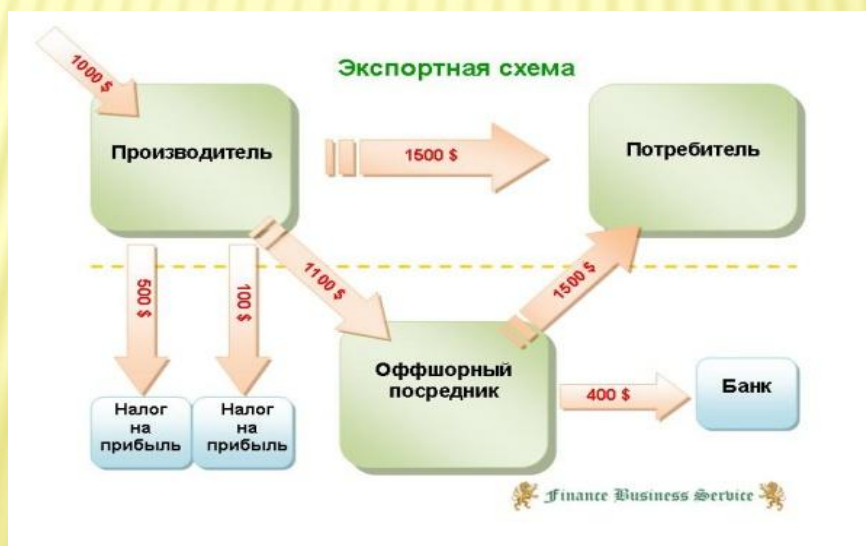 Экспортная схема
1000 $
Производитель
1500 $
Потребитель
500 $
100 $
1100 $
1500 $
Оффшорный
посредник
400 $
Банк
Налог
на
прибыль
Налог
на
прибыль
Finance Business Service